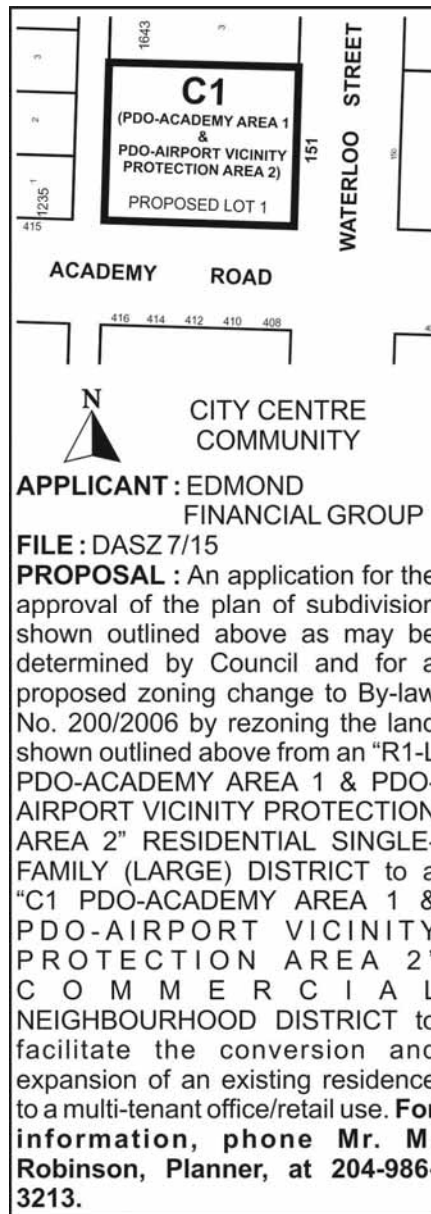 1643
3
3
C1
(PDO-ACADEMY AREA 1
&
PDO-AIRPORT VICINITY
PROTECTION AREA 2)
PROPOSED LOT 1
2
1
1235
415
151
WATERLOO STREET
150
ACADEMY ROAD
416 414 412 410 408
N
CITY CENTRE
COMMUNITY
APPLICANT : EDMOND
FINANCIAL GROUP
FILE : DASZ 7/15
PROPOSAL : An application for the
approval of the plan of subdivision
shown outlined above as may be
determined by Council and for a
proposed zoning change to By-law
No. 200/2006 by rezoning the land
shown outlined above from an “R1-L
PDO-ACADEMY AREA 1 & PDO-
AIRPORT VICINITY PROTECTION
AREA 2” RESIDENTIAL SINGLE-
FAMILY (LARGE) DISTRICT to a
“C1 PDO-ACADEMY AREA 1 &
PDO-AIRPORT VICINITY
PROTECTION AREA 2”
COMMERCIAL
NEIGHBOURHOOD DISTRICT to
facilitate the conversion and
expansion of an existing residence
to a multi-tenant office/retail use. For
information, phone Mr. M.
Robinson, Planner, at 204-986-
3213.